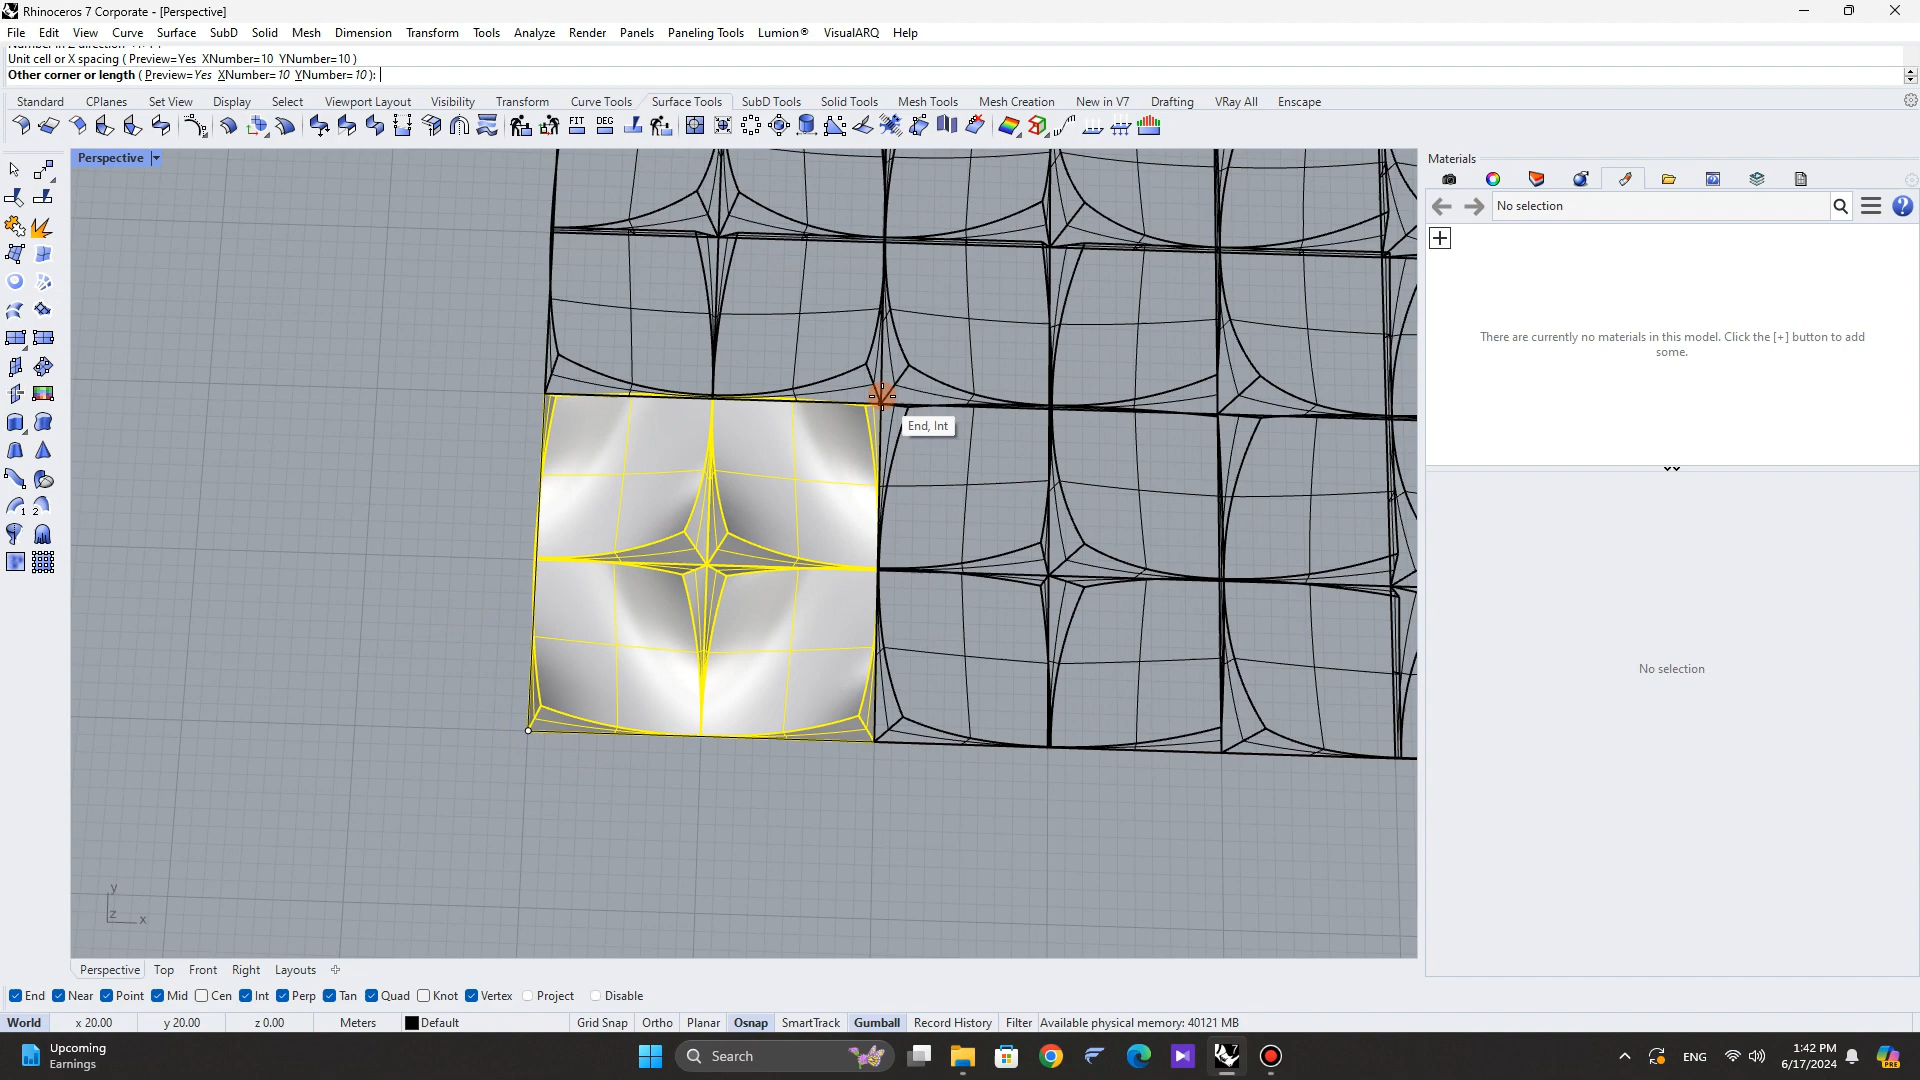 Rhinoceros 7 Corporate - [Perspective]
File Edit View Curve Surface SubD Solid Mesh Dimension Transform Tools Analyze Render Panels Paneling Tools Lumion® VisualARQ Help
Unit cell or X spacing ( Preview=Yes XNumber=10 YNumber=10 )
Other corner or length ( Preview=Yes XNumber=10 YNumber=10 ):
Standard CPlanes Set View Display Select Viewport Layout Visibility Transform Curve Tools Surface Tools SubD Tools Solid Tools Mesh Tools Mesh Creation New in V7 Drafting VRay All Enscape
FIT DEG
Perspective
Materials
No selection
There are currently no materials in this model. Click the [+] button to add
some.
End, Int
1 2
No selection
y
z x
Perspective Top Front Right Layouts
End Near Point Mid Cen Int Perp Tan Quad Knot Vertex Project Disable
World x 20.00 y 20.00 z 0.00 Meters Default Grid Snap Ortho Planar Osnap SmartTrack Gumball Record History Filter Available physical memory: 40121 MB
Upcoming
Earnings
Search
7
ENG
1:42 PM
6/17/2024
PRE